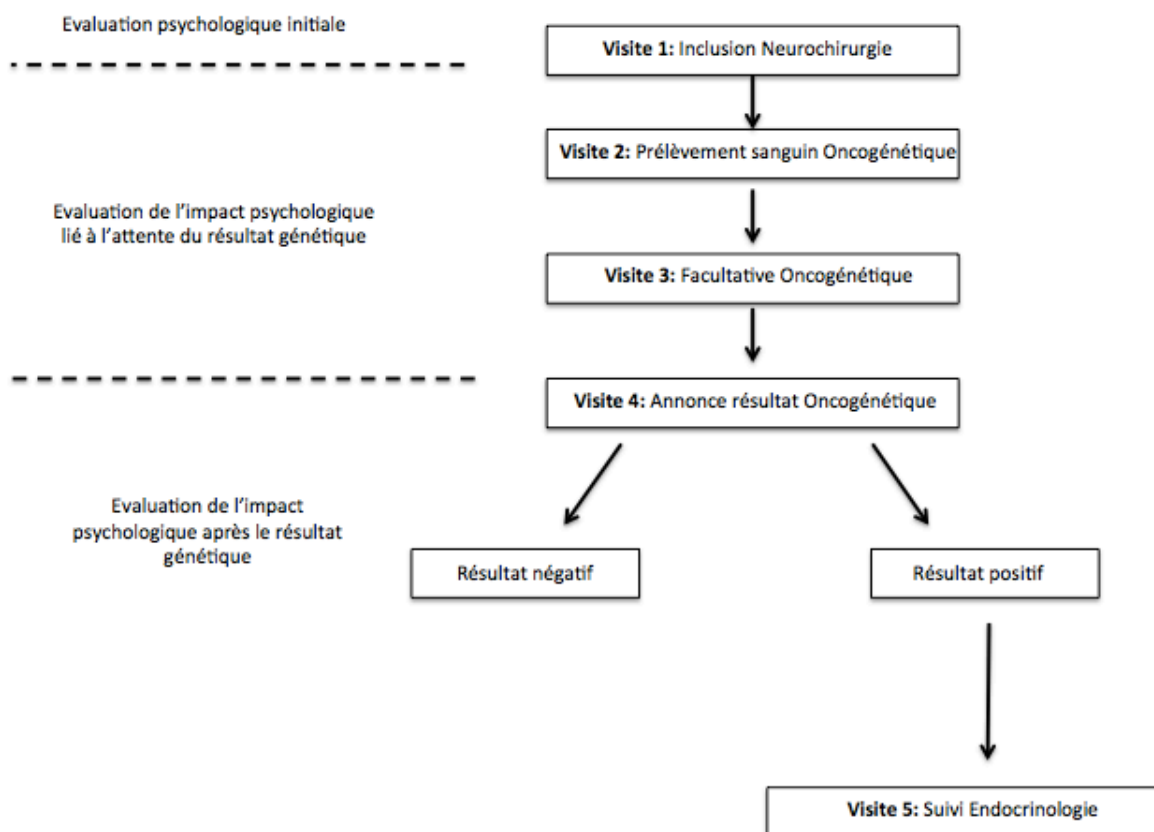 Evaluation psychologique initiale
Visite 1: Inclusion Neurochirurgie
Visite 2: Prélèvement sanguin Oncogénétique
Evaluation de l'impact psychologique
lié à l'attente du résultat génétique
Visite 3: Facultative Oncogénétique
Visite 4: Annonce résultat Oncogénétique
Evaluation de l'impact
psychologique après le résultat
génétique
Résultat négatif
Résultat positif
Visite 5: Suivi Endocrinologie